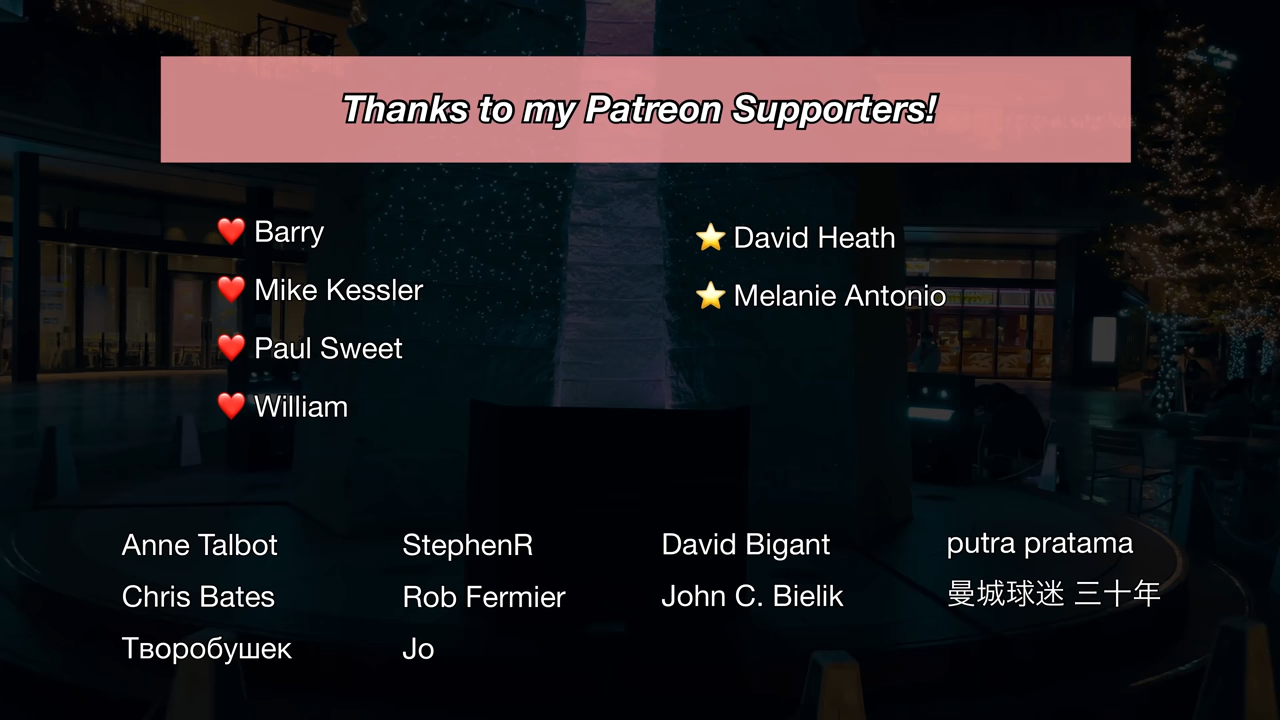 Thanks to my Patreon Supporters!
❤️ Barry
❤️ Mike Kessler
❤️ Paul Sweet
❤️ William
⭐ David Heath
⭐ Melanie Antonio
Anne Talbot
Chris Bates
Творобушек
StephenR
Rob Fermier
Jo
David Bigant
John C. Bielik
putra pratama
曼城球迷 三十年